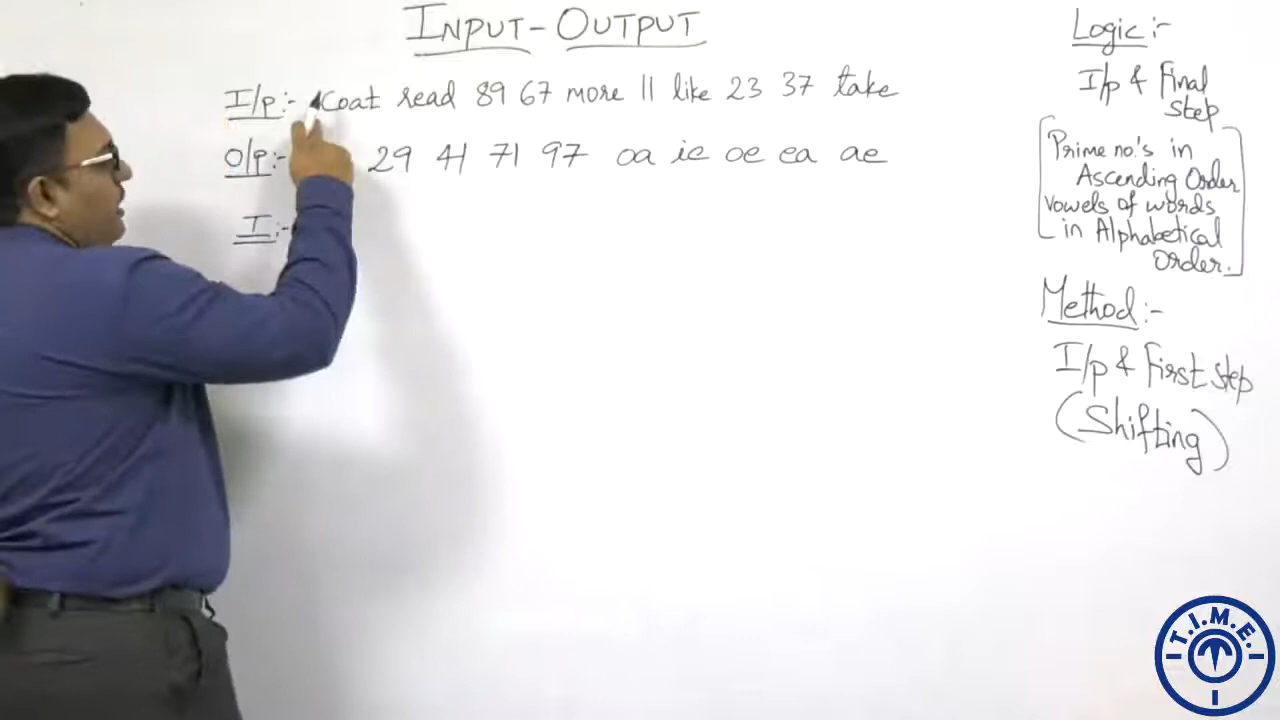 INPUT-OUTPUT
I/p:- Coat read 89 67 more 11 like 23 37 take
O/p:- 29 41 71 97 oa ie oe ea ae
I:-
Logic:-
I/p & Final
Step
Prime no.'s in
Ascending Order
Vowels of words
in Alphabetical
Order.
Method:-
I/p & First step
(Shifting)
T.I.M.E.